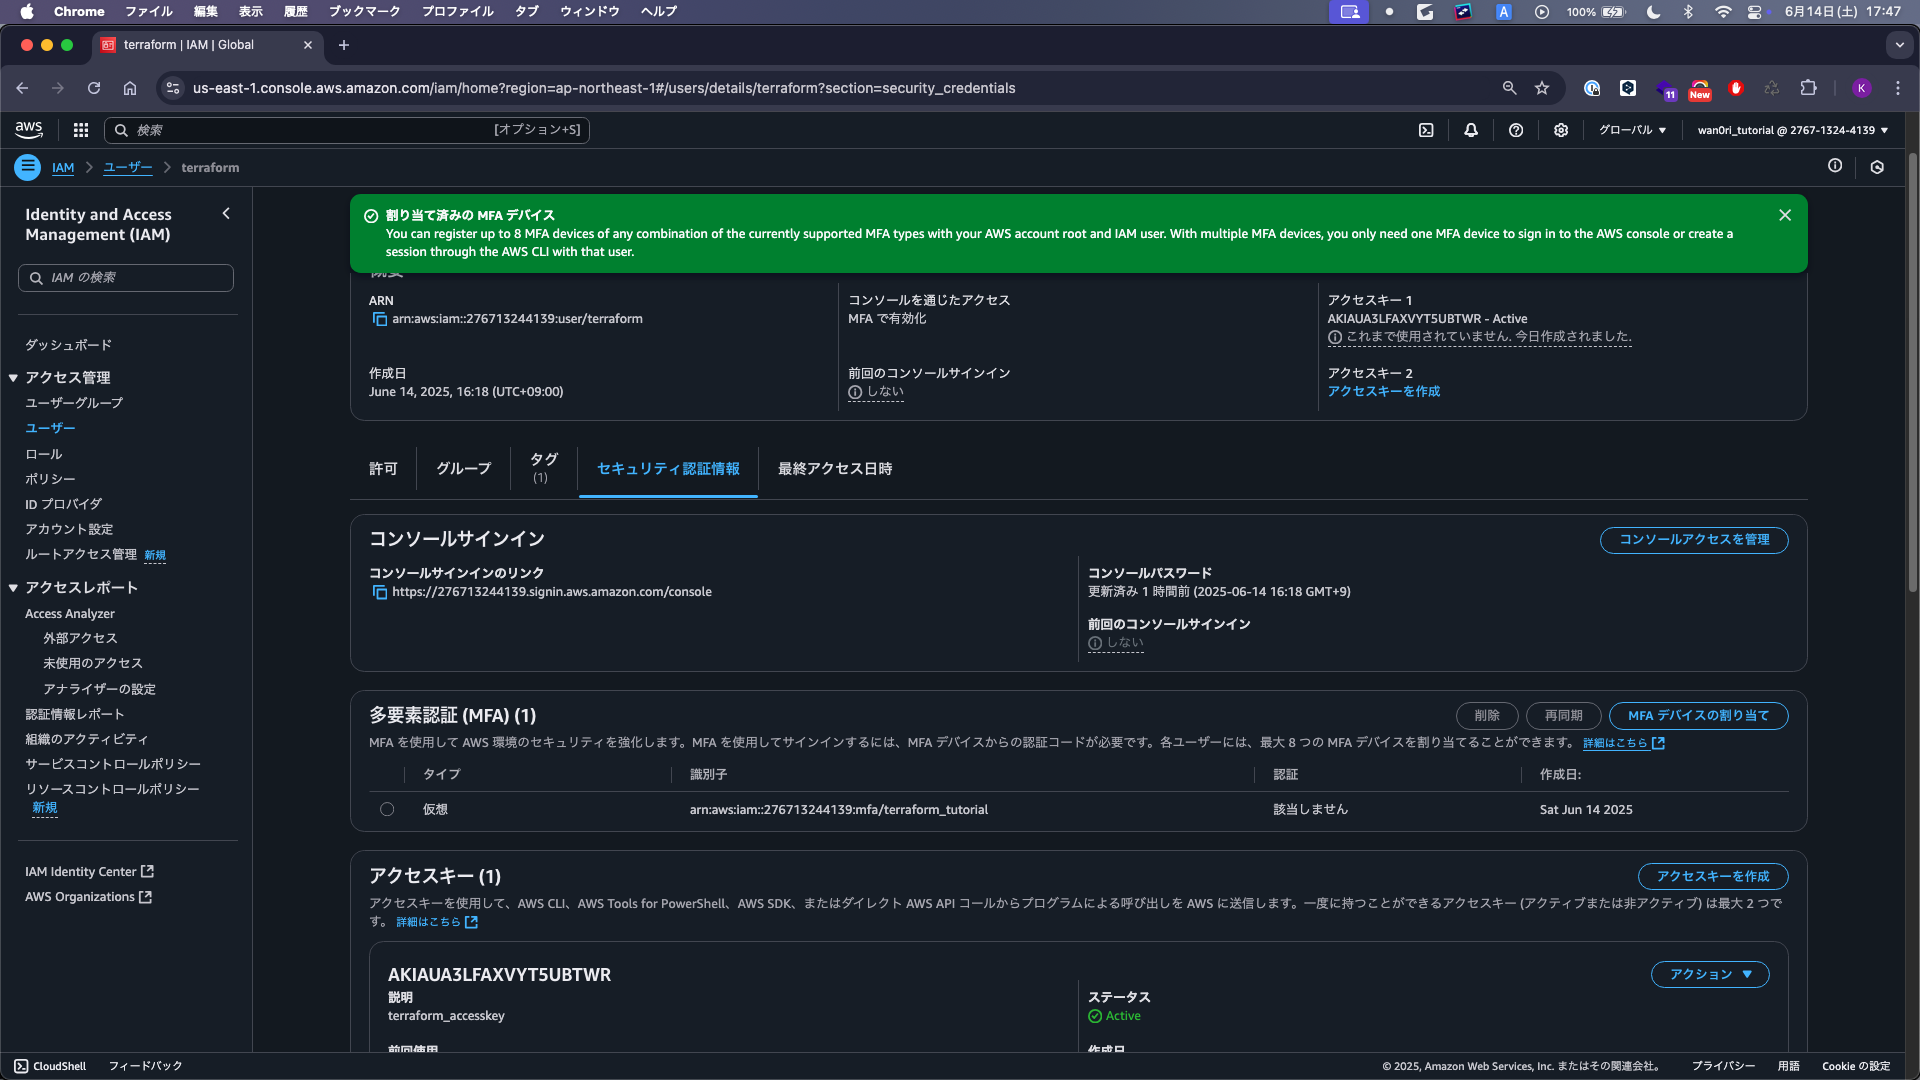 Chrome ファイル 編集 表示 履歴 ブックマーク プロファイル タブ ウィンドウ ヘルプ A 100% 6月14日(土) 17:47
terraform | IAM | Global
us-east-1.console.aws.amazon.com/iam/home?region=ap-northeast-1#/users/details/terraform?section=security_credentials 11 New K
aws 検索 [オプション+S] グローバル wan0ri_tutorial @ 2767-1324-4139
IAM ユーザー terraform
Identity and Access Management (IAM)
IAM の検索
ダッシュボード
アクセス管理
ユーザーグループ
ユーザー
ロール
ポリシー
ID プロバイダ
アカウント設定
ルートアクセス管理 新規
アクセスレポート
Access Analyzer
外部アクセス
未使用のアクセス
アナライザーの設定
認証情報レポート
組織のアクティビティ
サービスコントロールポリシー
リソースコントロールポリシー
新規
IAM Identity Center
AWS Organizations
割り当て済みの MFA デバイス
You can register up to 8 MFA devices of any combination of the currently supported MFA types with your AWS account root and IAM user. With multiple MFA devices, you only need one MFA device to sign in to the AWS console or create a
session through the AWS CLI with that user.
ARN
arn:aws:iam::276713244139:user/terraform
作成日
June 14, 2025, 16:18 (UTC+09:00)
コンソールを通じたアクセス
MFA で有効化
前回のコンソールサインイン
しない
アクセスキー 1
AKIAUA3LFAXVYT5UBTWR - Active
これまで使用されていません. 今日作成されました.
アクセスキー 2
アクセスキーを作成
許可 グループ タグ (1) セキュリティ認証情報 最終アクセス日時
コンソールサインイン
コンソールアクセスを管理
コンソールサインインのリンク
https://276713244139.signin.aws.amazon.com/console
コンソールパスワード
更新済み 1 時間前 (2025-06-14 16:18 GMT+9)
前回のコンソールサインイン
しない
多要素認証 (MFA) (1)
削除 再同期 MFA デバイスの割り当て
MFA を使用して AWS 環境のセキュリティを強化します。MFA を使用してサインインするには、MFA デバイスからの認証コードが必要です。各ユーザーには、最大 8 つの MFA デバイスを割り当てることができます。 詳細はこちら
タイプ 識別子 認証 作成日:
仮想 arn:aws:iam::276713244139:mfa/terraform_tutorial 該当しません Sat Jun 14 2025
アクセスキー (1)
アクセスキーを作成
アクセスキーを使用して、AWS CLI、AWS Tools for PowerShell、AWS SDK、またはダイレクト AWS API コールからプログラムによる呼び出しを AWS に送信します。一度に持つことができるアクセスキー (アクティブまたは非アクティブ) は最大 2 つで
す。 詳細はこちら
AKIAUA3LFAXVYT5UBTWR
アクション
説明
terraform_accesskey
ステータス
Active
前回使用
作成日
CloudShell フィードバック © 2025, Amazon Web Services, Inc. またはその関連会社。 プライバシー 用語 Cookie の設定